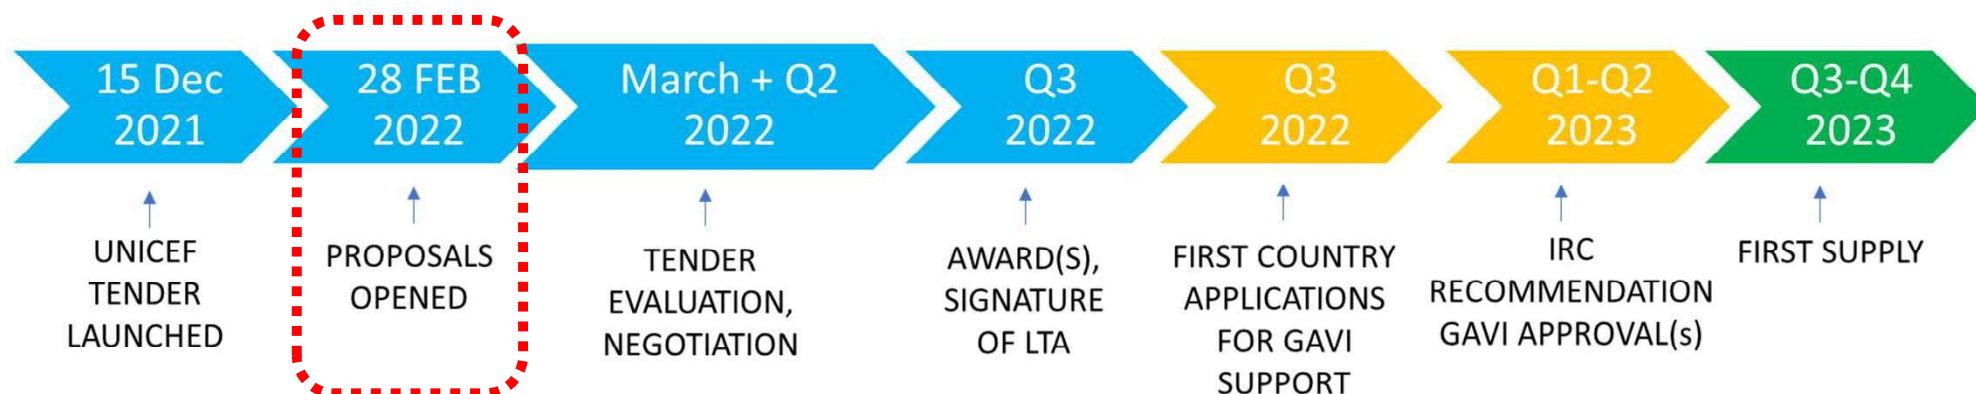 15 Dec
2021
28 FEB
2022
March + Q2
2022
Q3
2022
Q3
2022
Q1-Q2
2023
Q3-Q4
2023
UNICEF
TENDER
LAUNCHED
PROPOSALS
OPENED
TENDER
EVALUATION,
NEGOTIATION
AWARD(S),
SIGNATURE
OF LTA
FIRST COUNTRY
APPLICATIONS
FOR GAVI
SUPPORT
IRC
RECOMMENDATION
GAVI APPROVAL(s)
FIRST SUPPLY